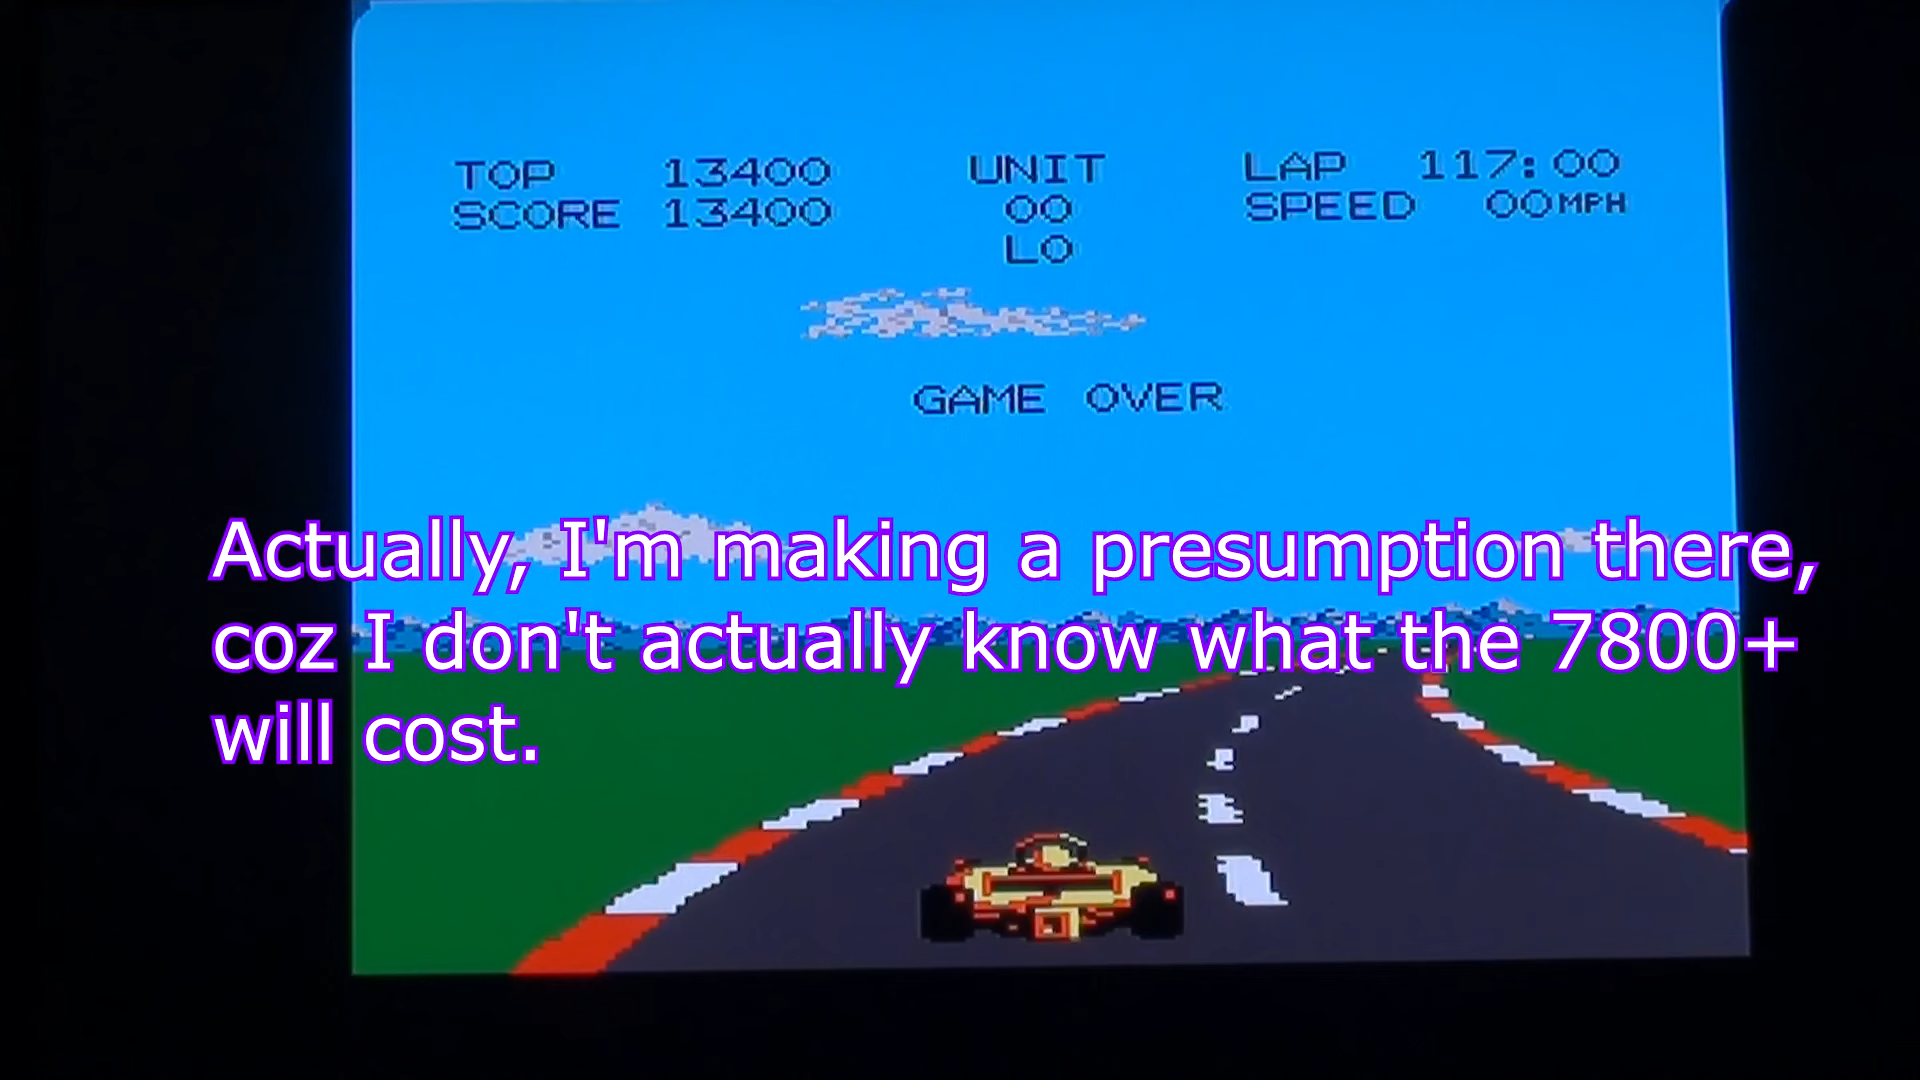 TOP 13400 UNIT LAP 117:00
SCORE 13400 00 SPEED 00MPH
LO
GAME OVER
Actually, I'm making a presumption there,
coz I don't actually know what the 7800+
will cost.